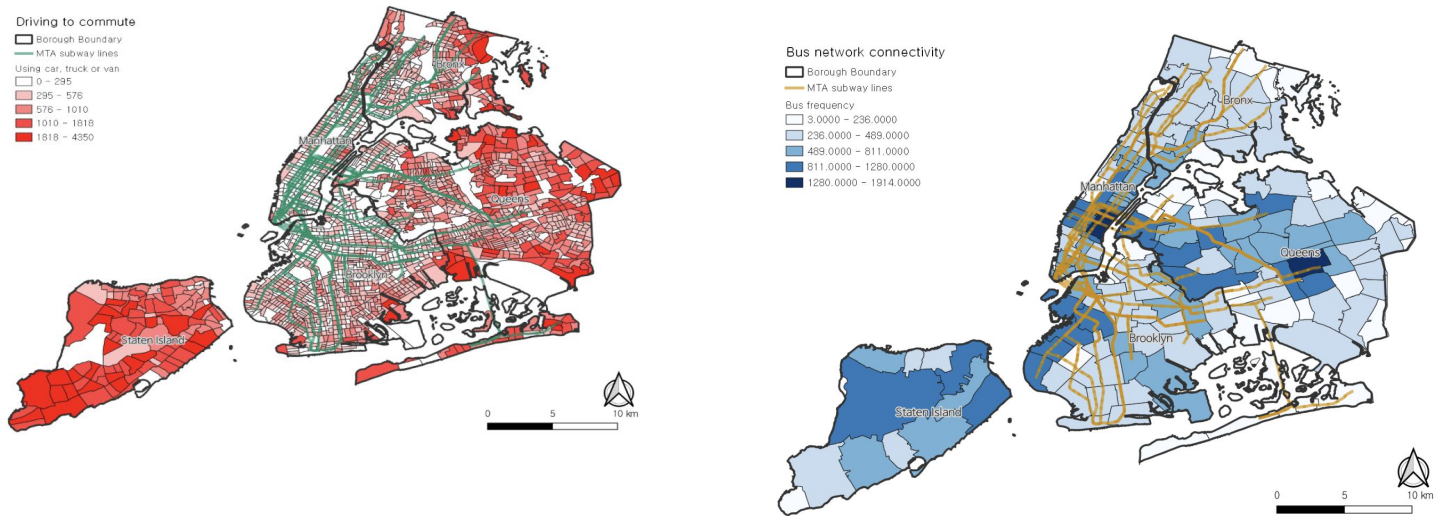 Driving to commute
Borough Boundary
MTA subway lines
Using car, truck or van
0 - 295
295 - 576
576 - 1010
1010 - 1818
1818 - 4350
Bronx
Manhattan
Queens
Brooklyn
Staten Island
0 5 10 km
Bus network connectivity
Borough Boundary
MTA subway lines
Bus frequency
3.0000 - 236.0000
236.0000 - 489.0000
489.0000 - 811.0000
811.0000 - 1280.0000
1280.0000 - 1914.0000
Bronx
Manhattan
Queens
Brooklyn
Staten Island
0 5 10 km